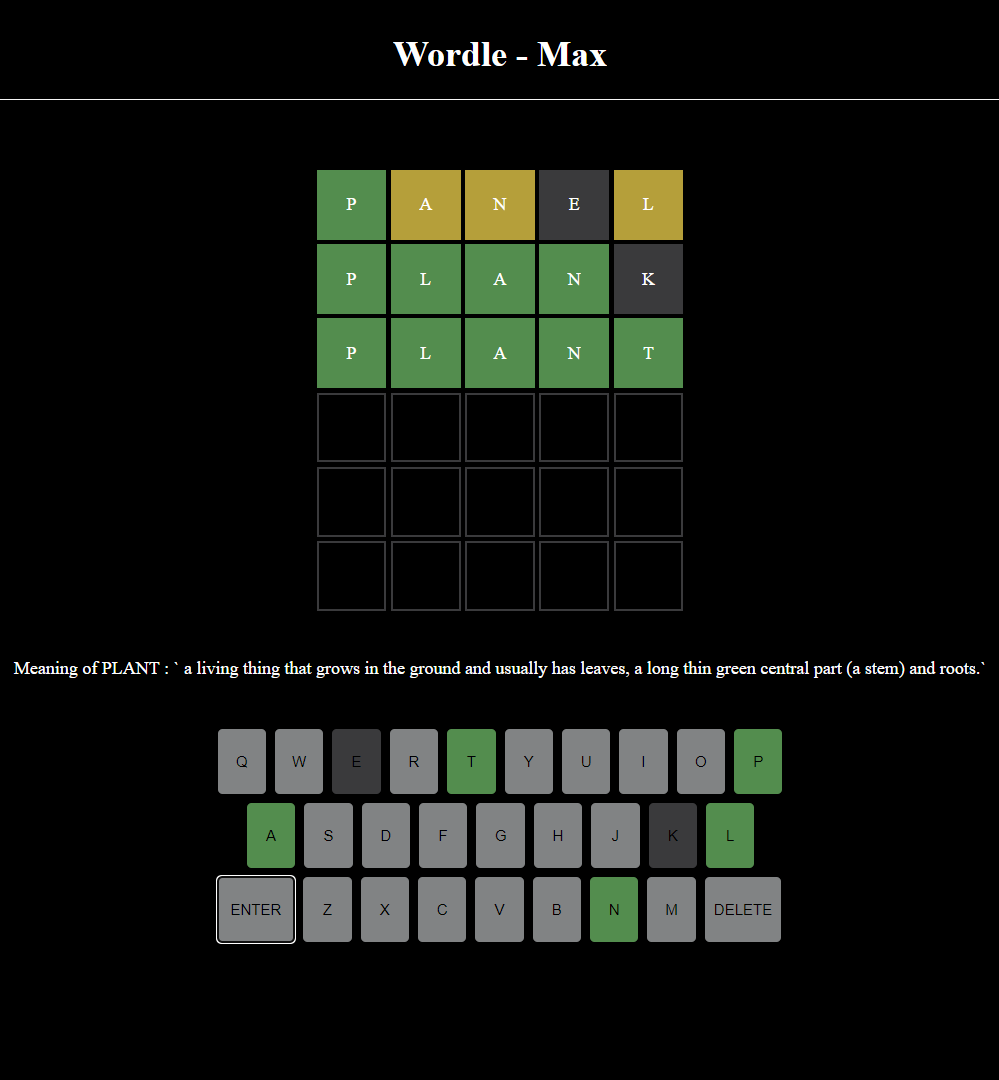 Wordle - Max
P A N E L
P L A N K
P L A N T
Meaning of PLANT : ` a living thing that grows in the ground and usually has leaves, a long thin green central part (a stem) and roots.`
Q W E R T Y U I O P
A S D F G H J K L
ENTER Z X C V B N M DELETE